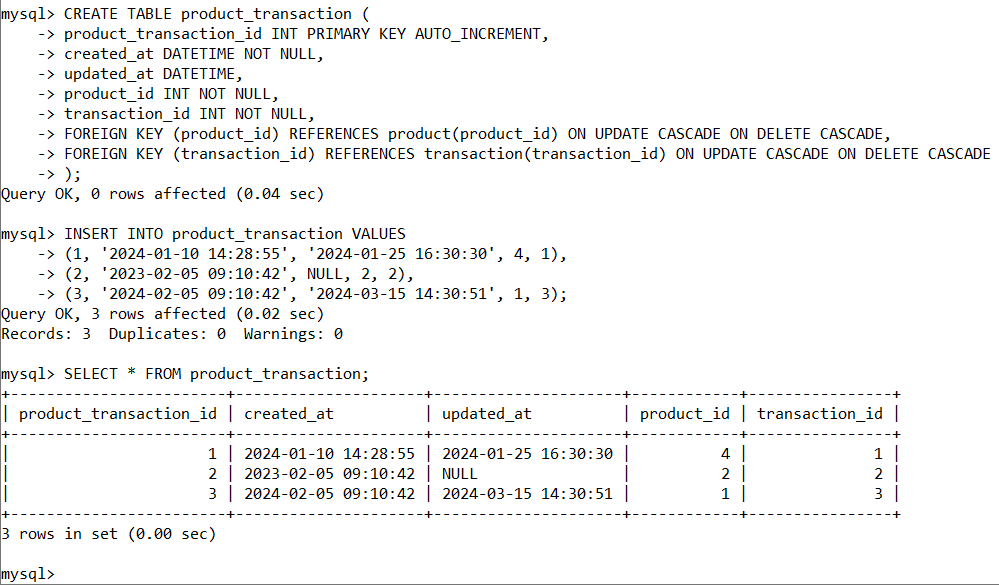 mysql> CREATE TABLE product_transaction (
    -> product_transaction_id INT PRIMARY KEY AUTO_INCREMENT,
    -> created_at DATETIME NOT NULL,
    -> updated_at DATETIME,
    -> product_id INT NOT NULL,
    -> transaction_id INT NOT NULL,
    -> FOREIGN KEY (product_id) REFERENCES product(product_id) ON UPDATE CASCADE ON DELETE CASCADE,
    -> FOREIGN KEY (transaction_id) REFERENCES transaction(transaction_id) ON UPDATE CASCADE ON DELETE CASCADE
    -> );
Query OK, 0 rows affected (0.04 sec)

mysql> INSERT INTO product_transaction VALUES
    -> (1, '2024-01-10 14:28:55', '2024-01-25 16:30:30', 4, 1),
    -> (2, '2023-02-05 09:10:42', NULL, 2, 2),
    -> (3, '2024-02-05 09:10:42', '2024-03-15 14:30:51', 1, 3);
Query OK, 3 rows affected (0.02 sec)
Records: 3  Duplicates: 0  Warnings: 0

mysql> SELECT * FROM product_transaction;
+------------------------+---------------------+---------------------+------------+----------------+
| product_transaction_id | created_at          | updated_at          | product_id | transaction_id |
+------------------------+---------------------+---------------------+------------+----------------+
|                      1 | 2024-01-10 14:28:55 | 2024-01-25 16:30:30 |          4 |              1 |
|                      2 | 2023-02-05 09:10:42 | NULL                |          2 |              2 |
|                      3 | 2024-02-05 09:10:42 | 2024-03-15 14:30:51 |          1 |              3 |
+------------------------+---------------------+---------------------+------------+----------------+
3 rows in set (0.00 sec)

mysql>